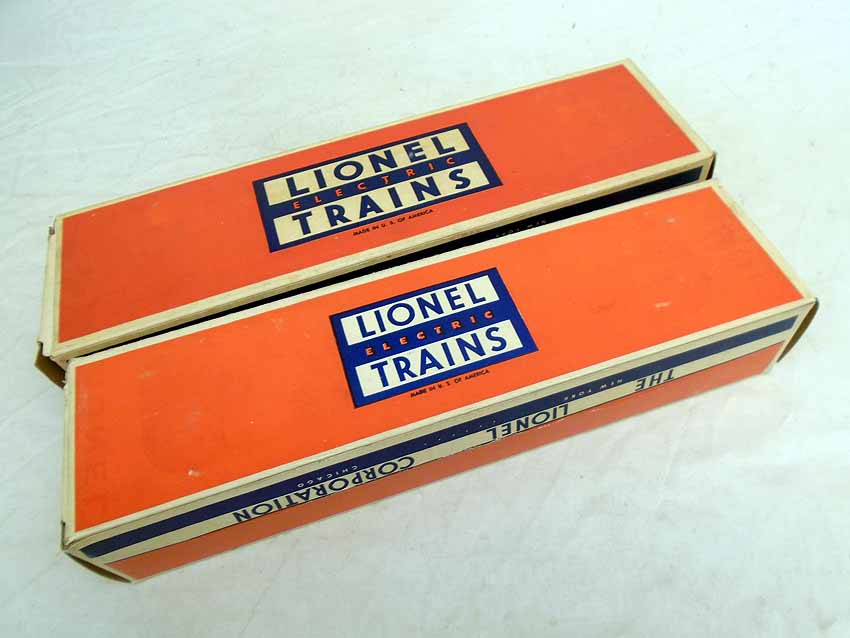 LIONEL
ELECTRIC
TRAINS
MADE IN U. S. OF AMERICA
LIONEL
ELECTRIC
TRAINS
MADE IN U. S. OF AMERICA
THE LIONEL CORPORATION
NEW YORK CHICAGO